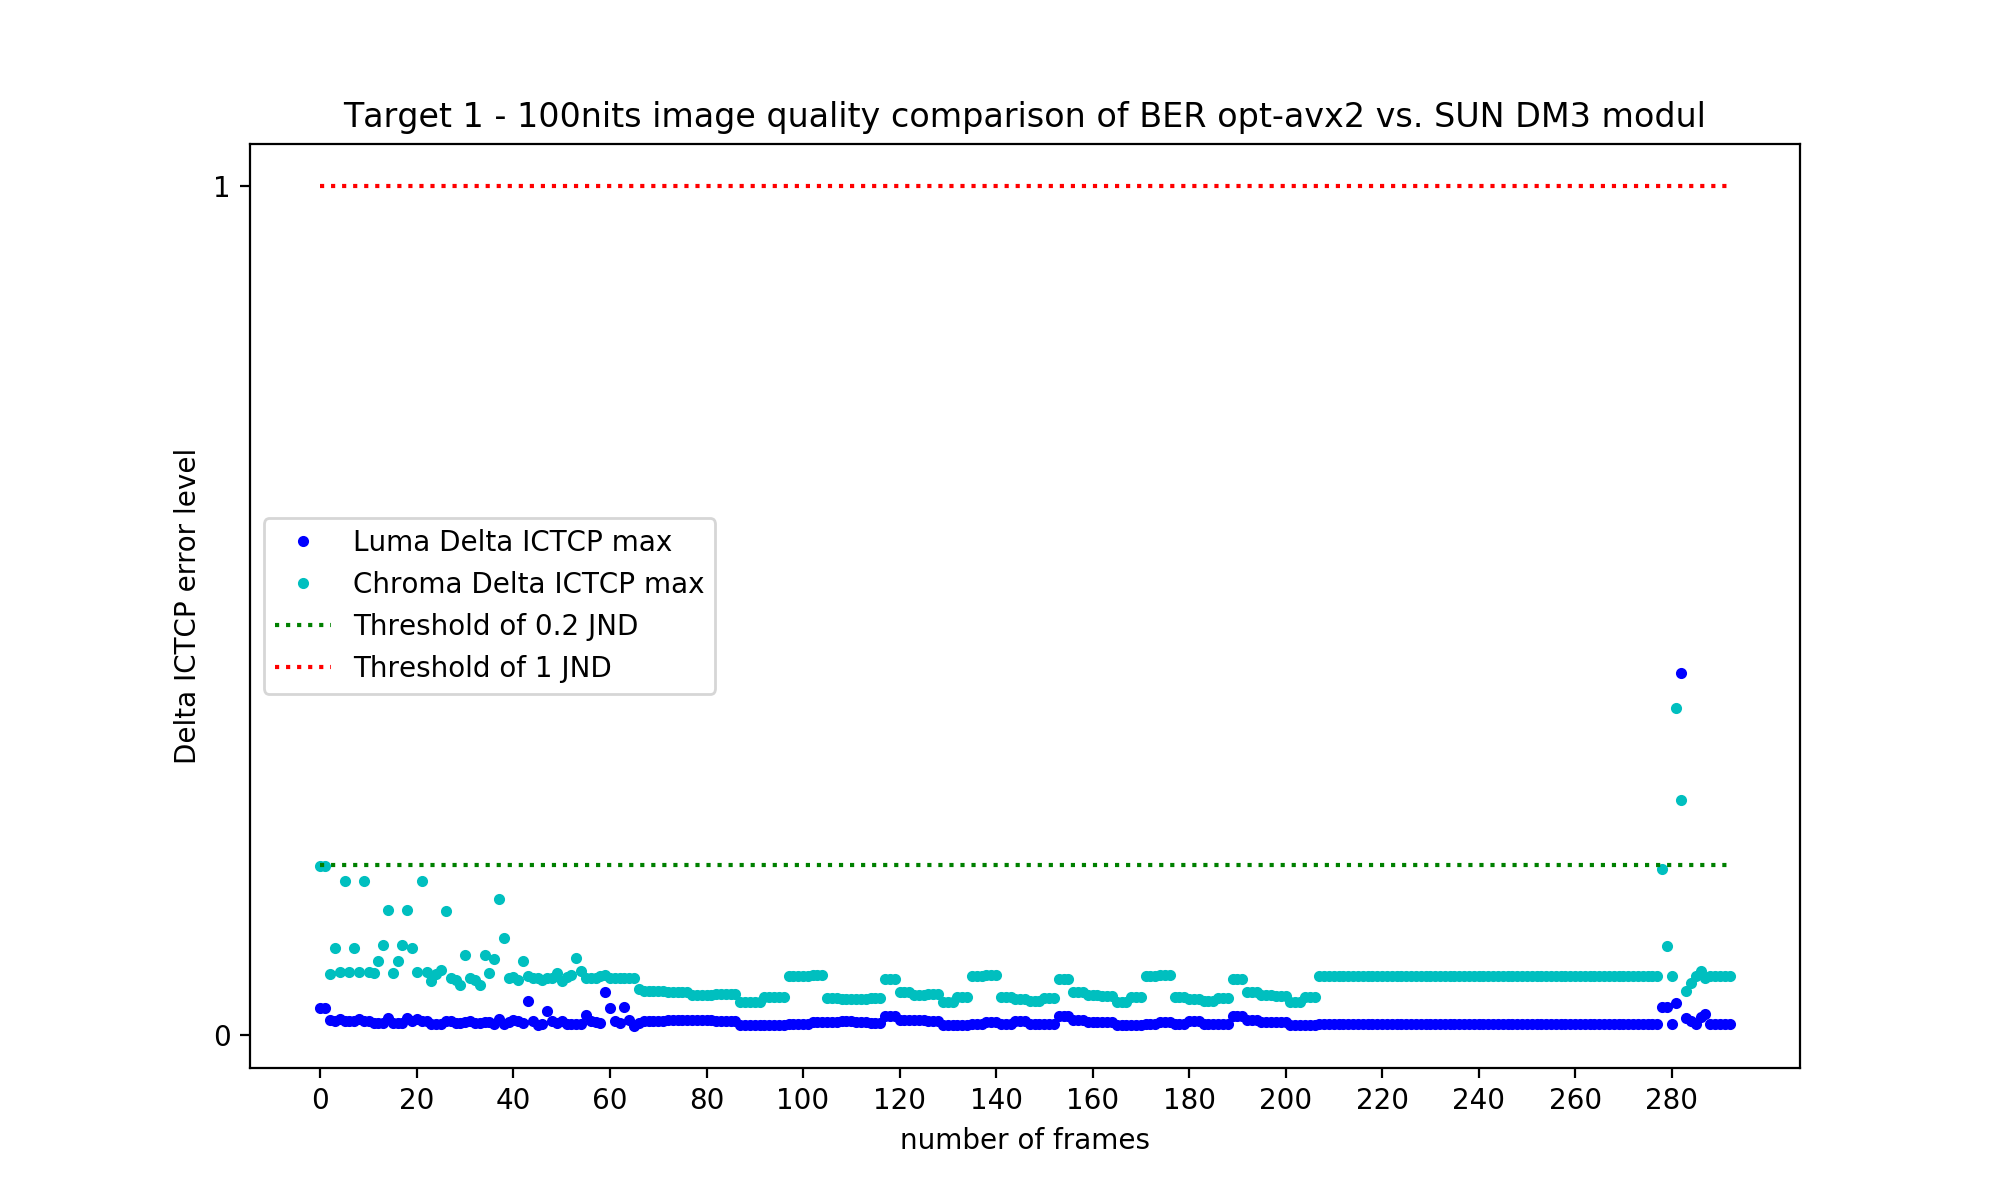 Target 1 - 100nits image quality comparison of BER opt-avx2 vs. SUN DM3 modul
1
Delta ICTCP error level
Luma Delta ICTCP max
Chroma Delta ICTCP max
Threshold of 0.2 JND
Threshold of 1 JND
0
0 20 40 60 80 100 120 140 160 180 200 220 240 260 280
number of frames